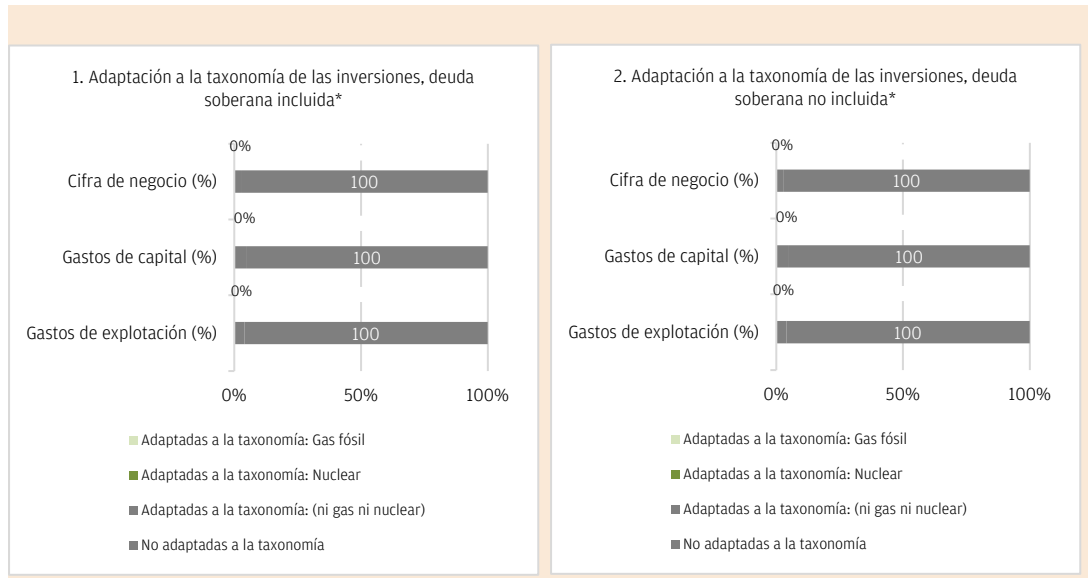 1. Adaptación a la taxonomía de las inversiones, deuda
soberana incluida*
0%
Cifra de negocio (%)
100
0%
Gastos de capital (%)
100
0%
Gastos de explotación (%)
100
0%
50%
100%
Adaptadas a la taxonomía: Gas fósil
Adaptadas a la taxonomía: Nuclear
Adaptadas a la taxonomía: (ni gas ni nuclear)
No adaptadas a la taxonomía
2. Adaptación a la taxonomía de las inversiones, deuda
soberana no incluida*
0%
Cifra de negocio (%)
100
0%
Gastos de capital (%)
100
0%
Gastos de explotación (%)
100
0%
50%
100%
Adaptadas a la taxonomía: Gas fósil
Adaptadas a la taxonomía: Nuclear
Adaptadas a la taxonomía: (ni gas ni nuclear)
No adaptadas a la taxonomía